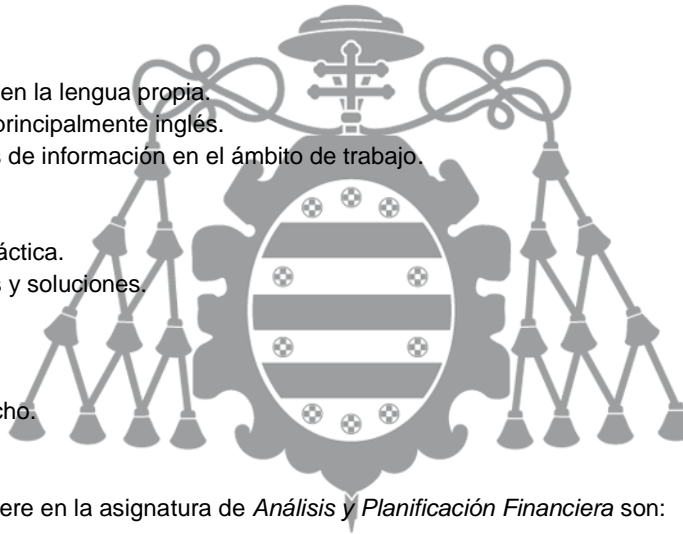 en la lengua propia.
principalmente inglés.
s de información en el ámbito de trabajo.
áctica.
s y soluciones.
cho.
ere en la asignatura de Análisis y Planificación Financiera son: